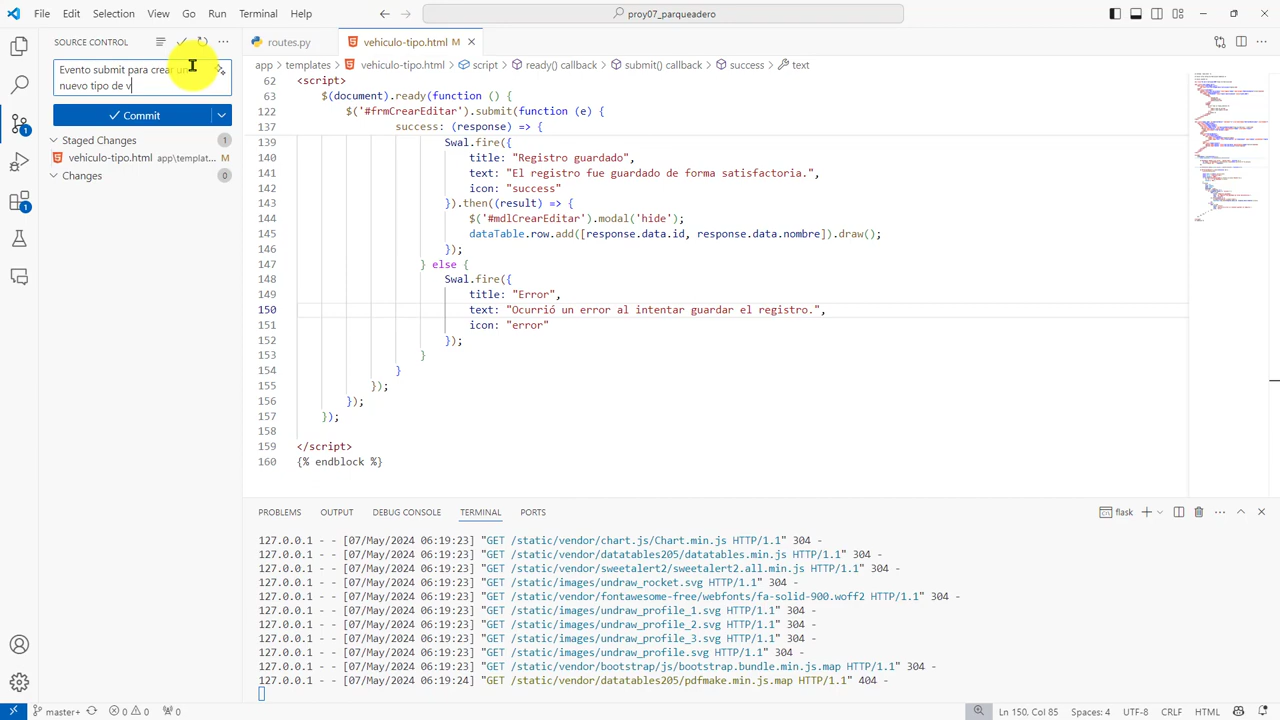 File Edit Selection View Go Run Terminal Help
proy07_parqueadero
SOURCE CONTROL
Evento submit para crear un
nuevo tipo de v
Commit
Staged Changes 1
vehiculo-tipo.html app\templat... M
Changes 0
1
1
routes.py
vehiculo-tipo.html M
app > templates > vehiculo-tipo.html > script > ready() callback > submit() callback > success > text
62 <script>
63 $(document).ready(function
126 '#frmCrearEditar').submit(function (e)
137 success: (response) => {
139 Swal.fire({
140 title: "Registro guardado",
141
142 icon: "success"
143 }).then((result) => {
144 $('#mdlCrearEditar').modal('hide');
145 dataTable.row.add([response.data.id, response.data.nombre]).draw();
146 });
147 } else {
148 Swal.fire({
149 title: "Error",
150 text: "Ocurrió un error al intentar guardar el registro.",
151 icon: "error"
152 });
153 }
154 }
155 });
156 });
157 });
158
159 </script>
160 {% endblock %}
PROBLEMS OUTPUT DEBUG CONSOLE TERMINAL PORTS
flask
127.0.0.1 - - [07/May/2024 06:19:23] "GET /static/vendor/chart.js/Chart.min.js HTTP/1.1" 304 -
127.0.0.1 - - [07/May/2024 06:19:23] "GET /static/vendor/datatables205/datatables.min.js HTTP/1.1" 304 -
127.0.0.1 - - [07/May/2024 06:19:23] "GET /static/vendor/sweetalert2/sweetalert2.all.min.js HTTP/1.1" 304 -
127.0.0.1 - - [07/May/2024 06:19:23] "GET /static/images/undraw_rocket.svg HTTP/1.1" 304 -
127.0.0.1 - - [07/May/2024 06:19:23] "GET /static/vendor/fontawesome-free/webfonts/fa-solid-900.woff2 HTTP/1.1" 304 -
127.0.0.1 - - [07/May/2024 06:19:23] "GET /static/images/undraw_profile_1.svg HTTP/1.1" 304 -
127.0.0.1 - - [07/May/2024 06:19:23] "GET /static/images/undraw_profile_2.svg HTTP/1.1" 304 -
127.0.0.1 - - [07/May/2024 06:19:23] "GET /static/images/undraw_profile_3.svg HTTP/1.1" 304 -
127.0.0.1 - - [07/May/2024 06:19:23] "GET /static/images/undraw_profile.svg HTTP/1.1" 304 -
127.0.0.1 - - [07/May/2024 06:19:23] "GET /static/vendor/bootstrap/js/bootstrap.bundle.min.js.map HTTP/1.1" 304 -
127.0.0.1 - - [07/May/2024 06:19:24] "GET /static/vendor/datatables205/pdfmake.min.js.map HTTP/1.1" 404 -
master+ 0 0 0
Ln 150, Col 85 Spaces: 4 UTF-8 CRLF HTML